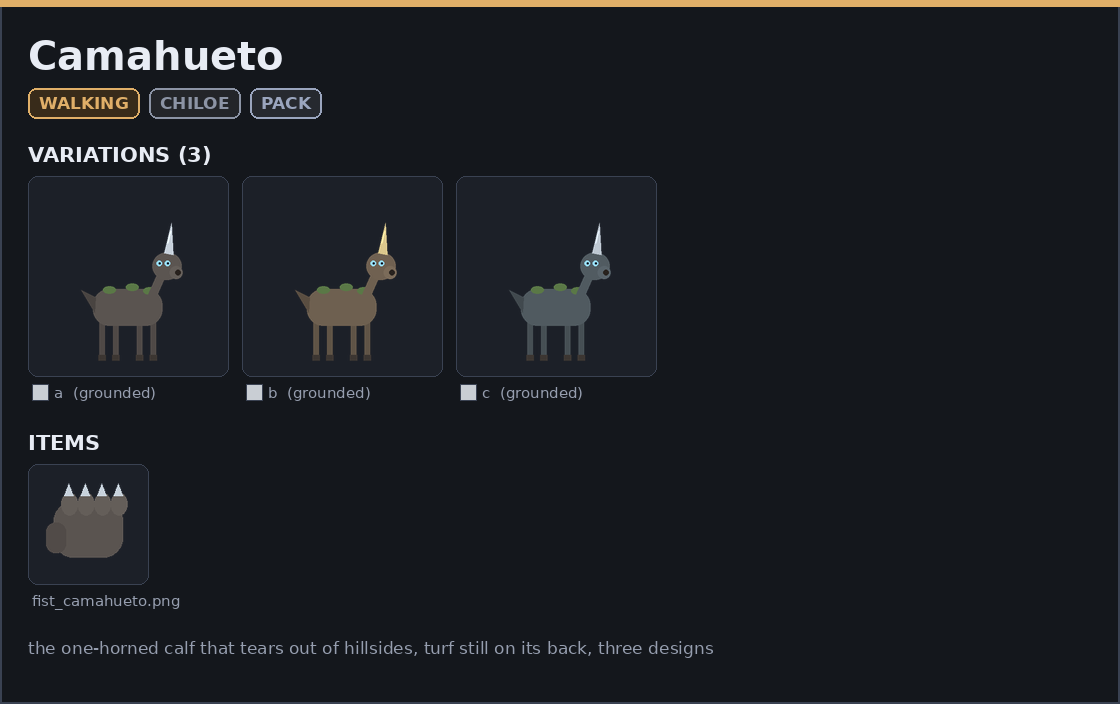 Camahueto
WALKING CHILOE PACK
VARIATIONS (3)
a (grounded) b (grounded) c (grounded)
ITEMS
fist_camahueto.png
the one-horned calf that tears out of hillsides, turf still on its back, three designs